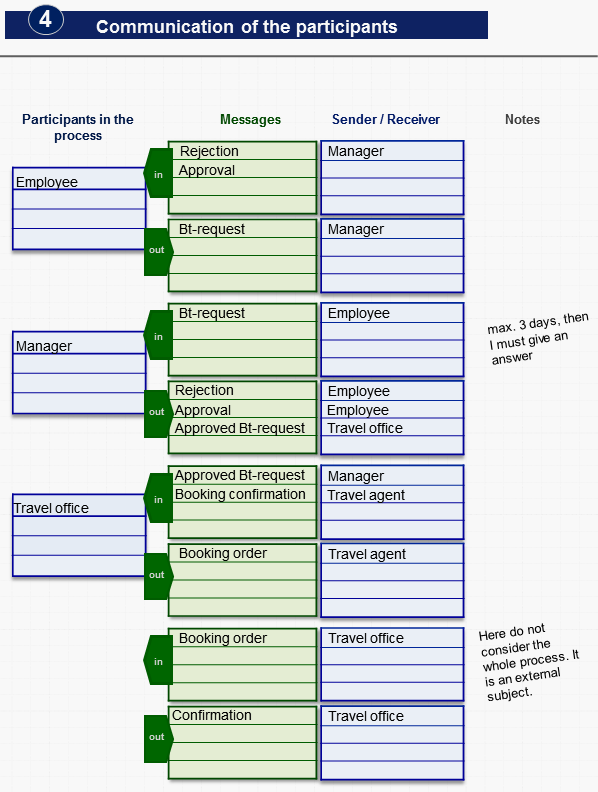 4
Communication of the participants
Participants in the
process
Messages
Sender / Receiver
Notes
Employee
in
Rejection
Manager
Approval
out
Bt-request
Manager
Manager
in
Bt-request
Employee
max. 3 days, then
I must give an
answer
out
Rejection
Employee
Approval
Employee
Approved Bt-request
Travel office
Travel office
in
Approved Bt-request
Manager
Booking confirmation
Travel agent
out
Booking order
Travel agent
in
Booking order
Travel office
Here do not
consider the
whole process. It
is an external
subject.
out
Confirmation
Travel office